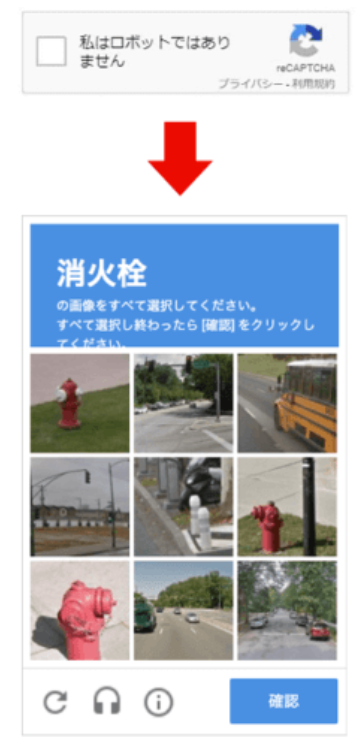 私はロボットではあり
ません
reCAPTCHA
プライバシー - 利用規約
消火栓
の画像をすべて選択してください。
すべて選択し終わったら [確認] をクリックし
てください。
確認